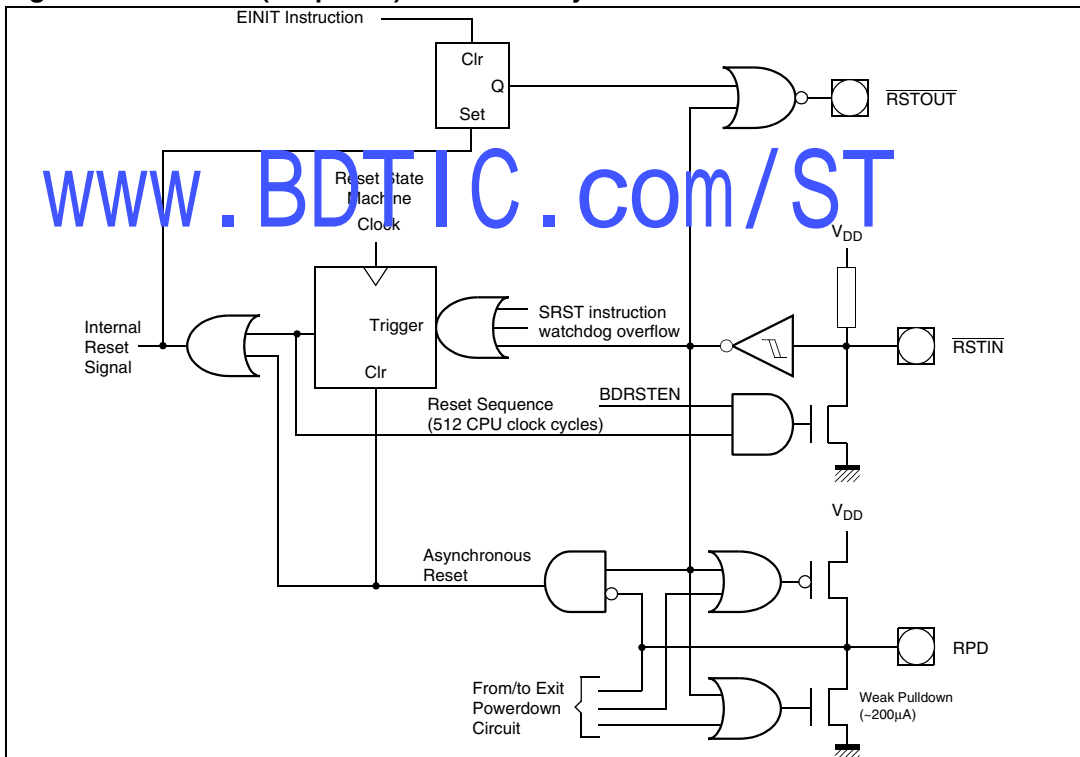 EINIT Instruction
Clr
Q
Set
RSTOUT
www.BDTIC.com/ST
Reset State
Machine
Clock
VDD
Internal
Reset
Signal
Trigger
Clr
SRST instruction
watchdog overflow
RSTIN
BDRSTEN
Reset Sequence
(512 CPU clock cycles)
VDD
Asynchronous
Reset
RPD
From/to Exit
Powerdown
Circuit
Weak Pulldown
(~200µA)